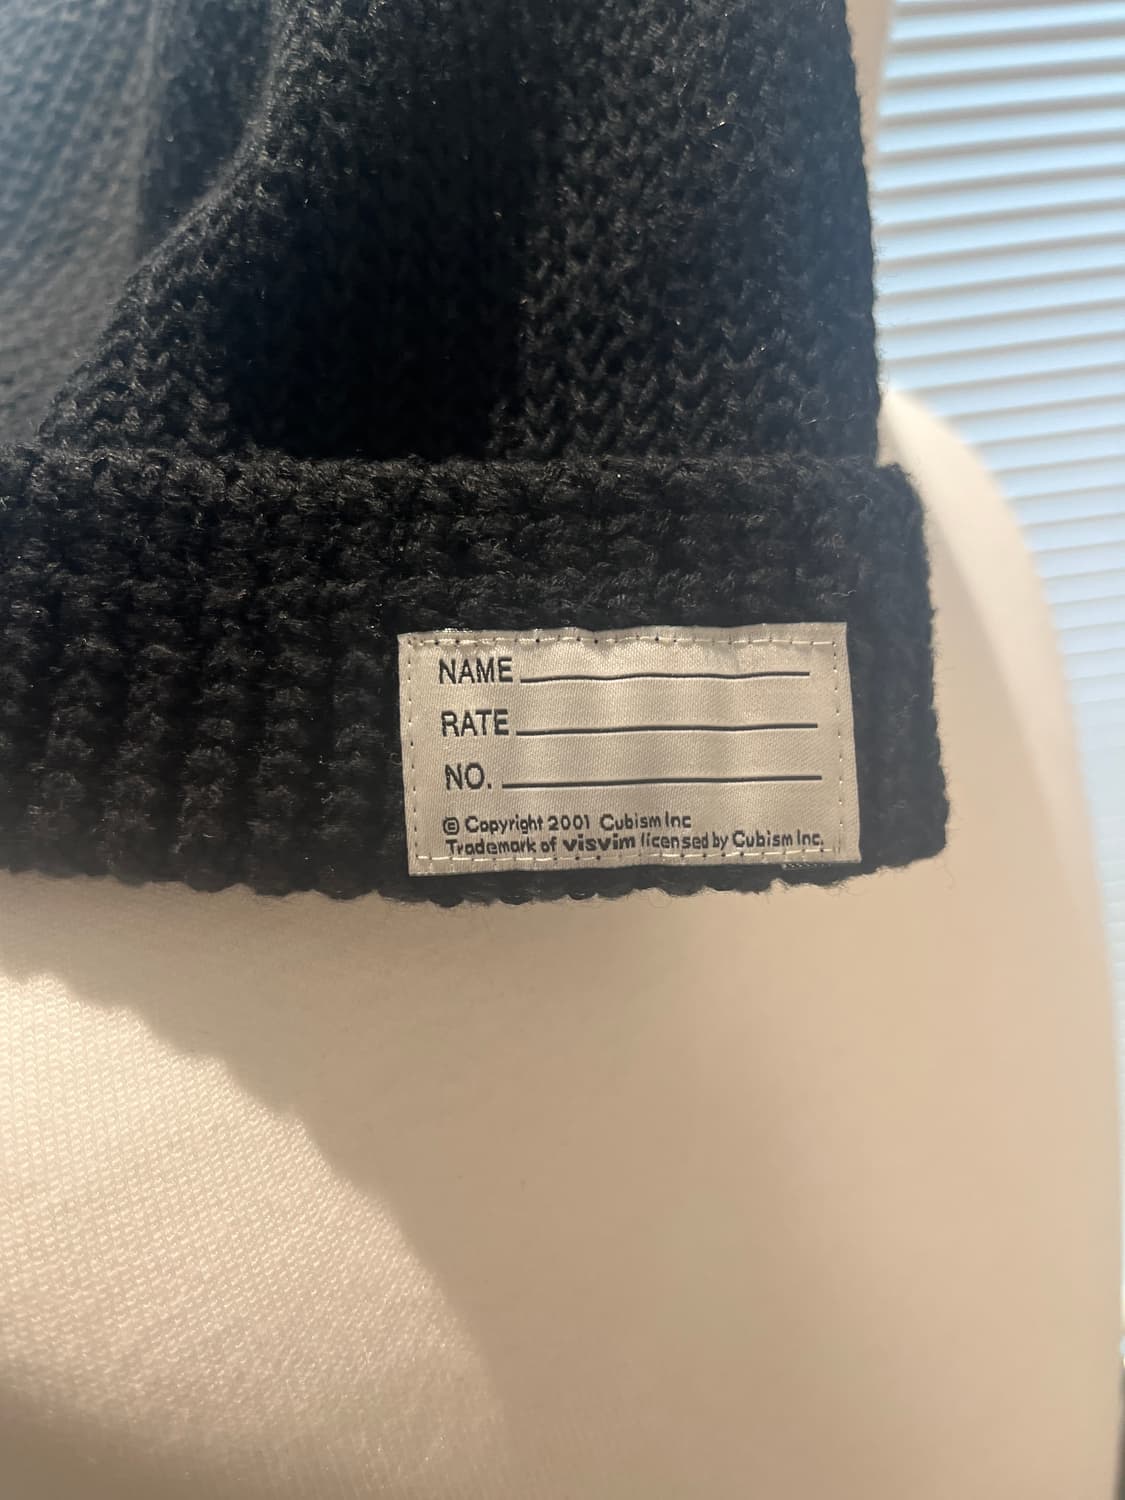 NAME
RATE
NO.
© Copyright 2001 Cubism Inc
Trademark of visvim licensed by Cubism Inc.